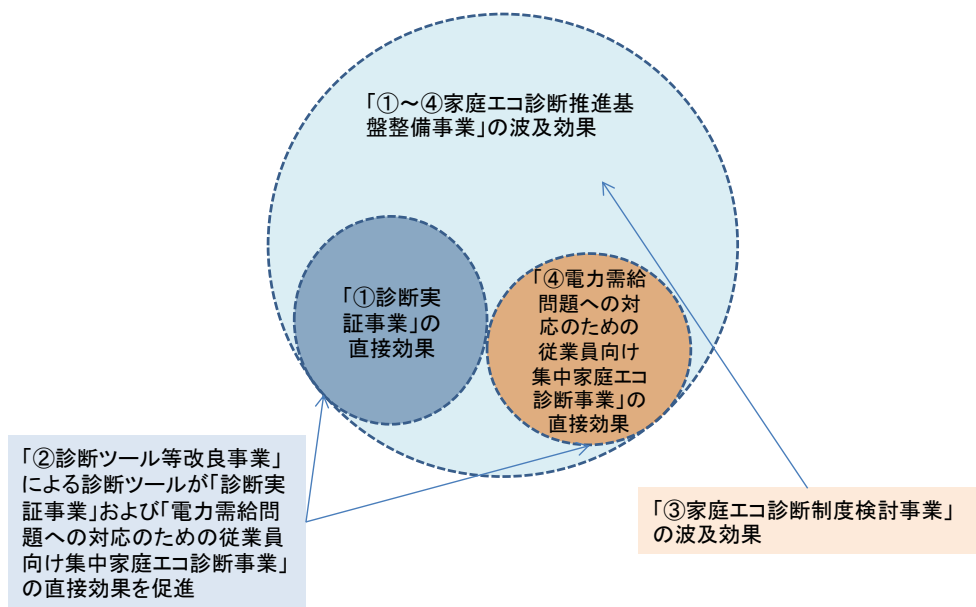 「①～④家庭エコ診断推進基
盤整備事業」の波及効果
「①診断実
証事業」の
直接効果
「④電力需給
問題への対
応のための
従業員向け
集中家庭エコ
診断事業」の
直接効果
「②診断ツール等改良事業」
による診断ツールが「診断実
証事業」および「電力需給問
題への対応のための従業員
向け集中家庭エコ診断事業」
の直接効果を促進
「③家庭エコ診断制度検討事業」
の波及効果